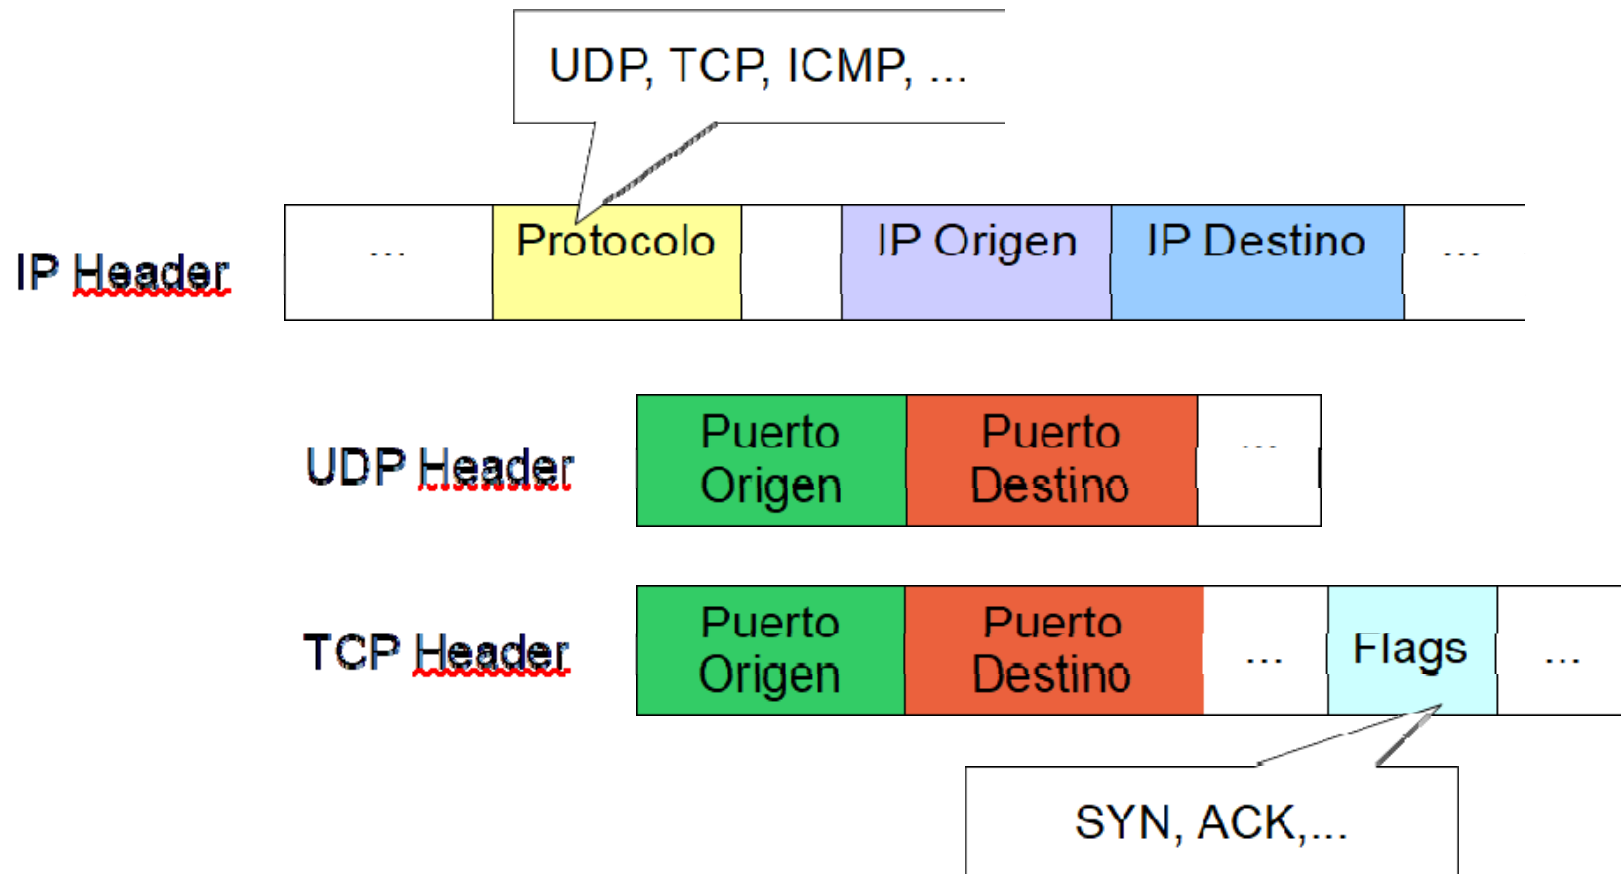 UDP, TCP, ICMP, ...
IP Header
... Protocolo IP Origen IP Destino ...
UDP Header
Puerto Origen
Puerto Destino
...
TCP Header
Puerto Origen
Puerto Destino
... Flags ...
SYN, ACK,...